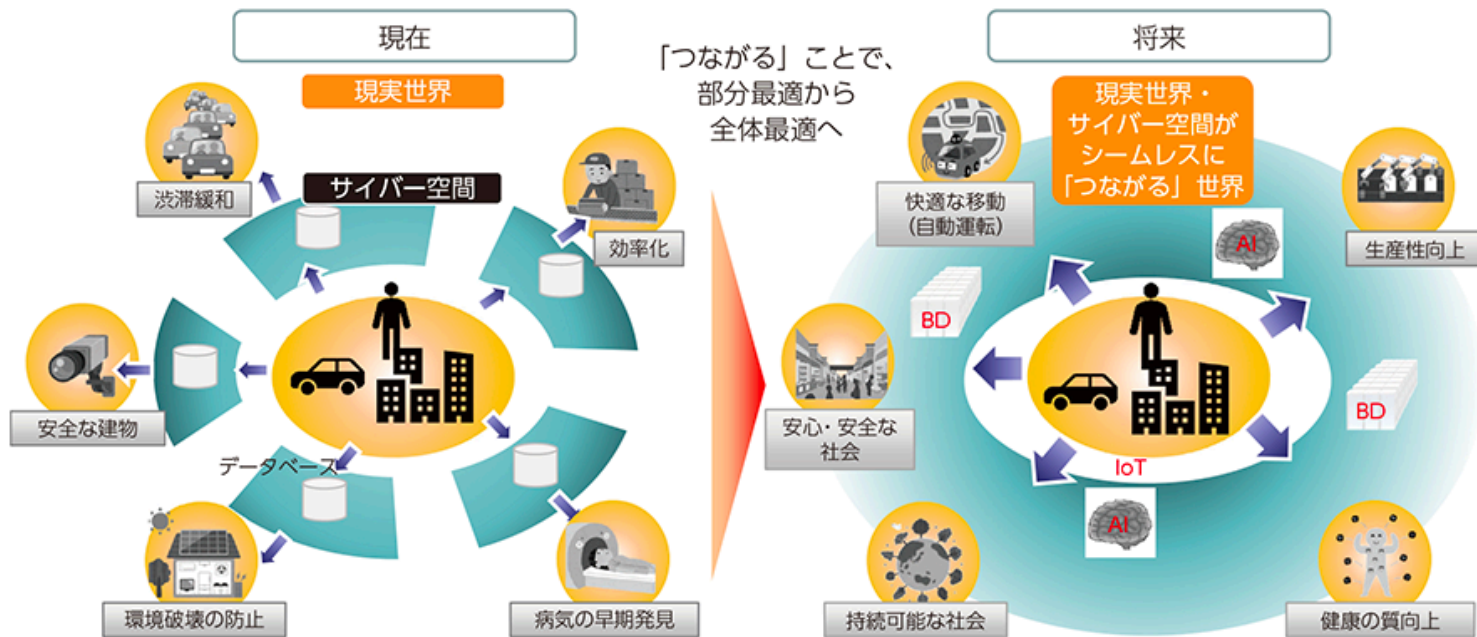 現在
現実世界
サイバー空間
渋滞緩和
効率化
安全な建物
データベース
環境破壊の防止
病気の早期発見
「つながる」ことで、
部分最適から
全体最適へ
将来
現実世界・
サイバー空間が
シームレスに
「つながる」世界
快適な移動
(自動運転)
生産性向上
AI
BD
BD
安心・安全な
社会
IoT
AI
持続可能な社会
健康の質向上